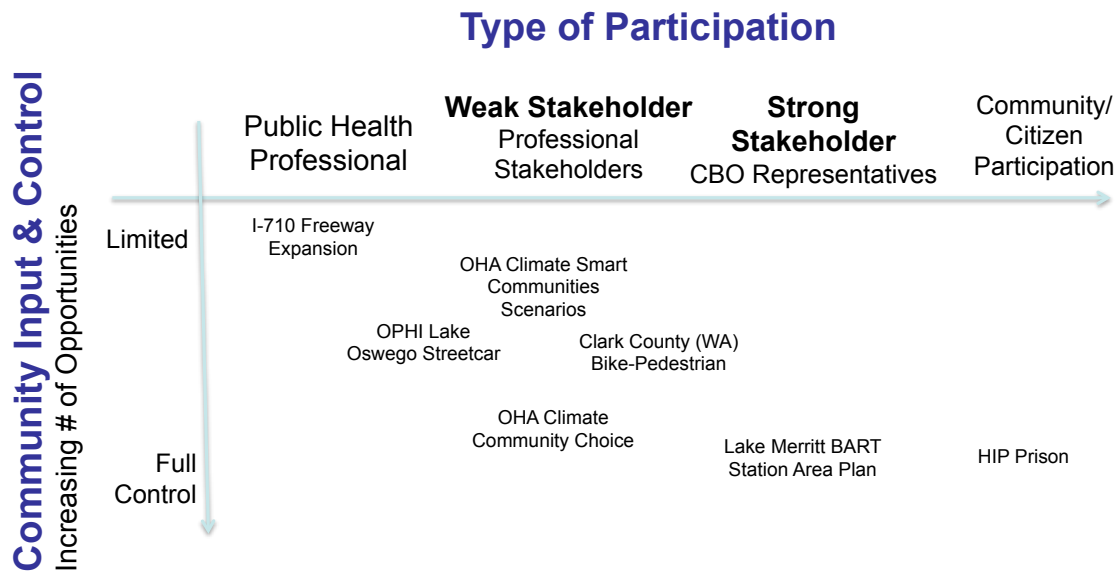 Type of Participation
Community Input & Control
Increasing # of Opportunities
Public Health
Professional
Weak Stakeholder
Professional
Stakeholders
Strong
Stakeholder
CBO Representatives
Community/
Citizen
Participation
Limited
I-710 Freeway
Expansion
OHA Climate Smart
Communities
Scenarios
OPHI Lake
Oswego Streetcar
Clark County (WA)
Bike-Pedestrian
OHA Climate
Community Choice
Full
Control
Lake Merritt BART
Station Area Plan
HIP Prison